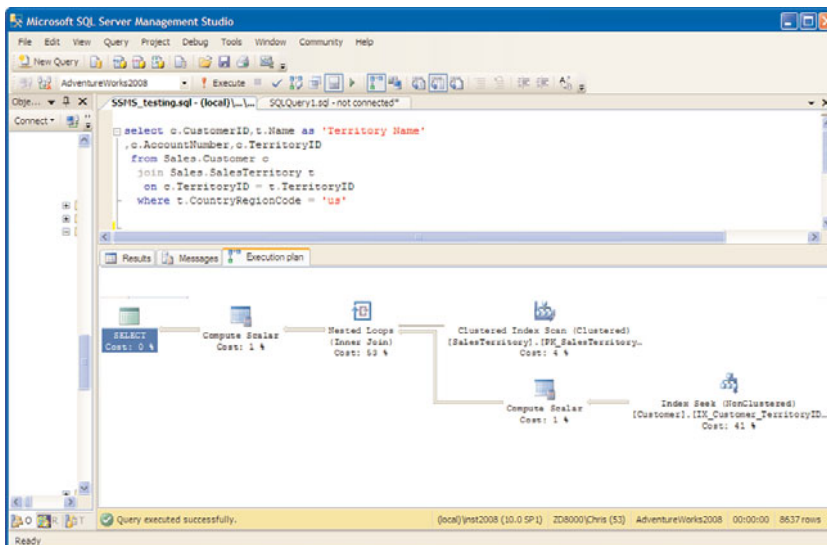 Microsoft SQL Server Management Studio
File Edit View Query Project Debug Tools Window Community Help
New Query
AdventureWorks2008 Execute
Obje...
SSMS_testing.sql - (local)\...\... SQLQuery1.sql - not connected*
Connect
select c.CustomerID,t.Name as 'Territory Name'
,c.AccountNumber,c.TerritoryID
from Sales.Customer c
join Sales.SalesTerritory t
on c.TerritoryID = t.TerritoryID
where t.CountryRegionCode = 'us'
Results Messages Execution plan
SELECT
Cost: 0 %
Compute Scalar
Cost: 1 %
Nested Loops
(Inner Join)
Cost: 53 %
Clustered Index Scan (Clustered)
[SalesTerritory].[PK_SalesTerritory…
Cost: 4 %
Compute Scalar
Cost: 1 %
Index Seek (NonClustered)
[Customer].[IX_Customer_TerritoryID…
Cost: 41 %
O R T
Query executed successfully. (local)\inst2008 (10.0 SP1) ZD8000\Chris (53) AdventureWorks2008 00:00:00 8637 rows
Ready